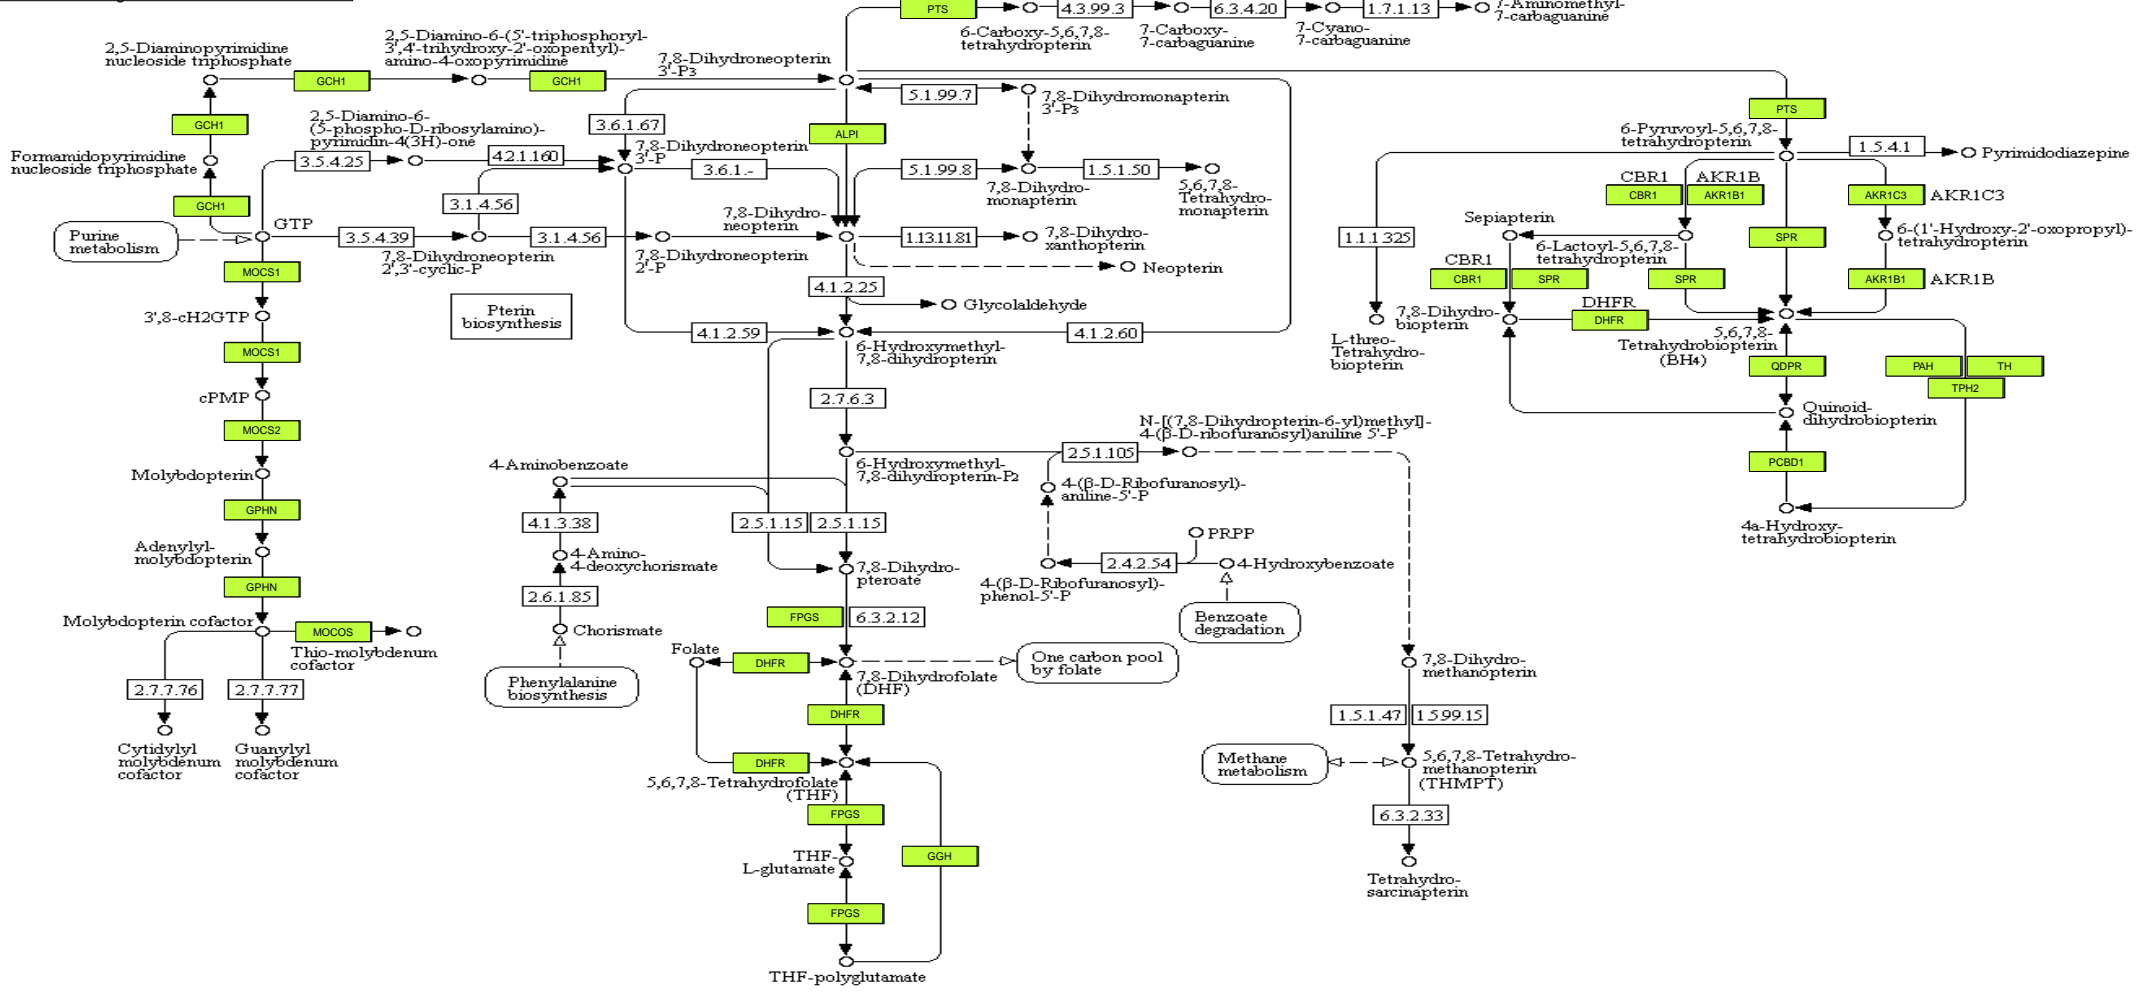 PTS
4.3.99.3
6.3.4.20
1.7.1.13
7-Aminomethyl-
7-carbaguanine
6-Carboxy-5,6,7,8-
tetrahydropterin
7-Carboxy-
7-carbaguanine
7-Cyano-
7-carbaguanine
2,5-Diaminopyrimidine
nucleoside triphosphate
2,5-Diamino-6-(5'-triphosphoryl-
3',4'-trihydroxy-2'-oxopentyl)-
amino-4-oxopyrimidine
7,8-Dihydroneopterin
3'-P3
GCH1
GCH1
5.1.99.7
7,8-Dihydromonapterin
3'-P3
PTS
GCH1
2,5-Diamino-6-
(5-phospho-D-ribosylamino)-
pyrimidin-4(3H)-one
3.6.1.67
ALPI
6-Pyruvoyl-5,6,7,8-
tetrahydropterin
1.5.4.1
Pyrimidodiazepine
Formamidopyrimidine
nucleoside triphosphate
3.5.4.25
4.2.1.160
7,8-Dihydroneopterin
3'-P
3.6.1.-
5.1.99.8
7,8-Dihydro-
monapterin
1.5.1.50
5,6,7,8-
Tetrahydro-
monapterin
CBR1
AKR1B
CBR1
AKR1B1
AKR1C3
AKR1C3
GCH1
3.1.4.56
Purine
metabolism
GTP
3.5.4.39
7,8-Dihydroneopterin
2',3'-cyclic-P
3.1.4.56
7,8-Dihydroneopterin
2'-P
7,8-Dihydro-
neopterin
1.13.11.81
7,8-Dihydro-
xanthopterin
Neopterin
1.1.1.325
Sepiapterin
6-Lactoyl-5,6,7,8-
tetrahydropterin
SPR
6-(1'-Hydroxy-2'-oxopropyl)-
tetrahydropterin
MOCS1
CBR1
CBR1
SPR
SPR
AKR1B1
AKR1B
4.1.2.25
Glycolaldehyde
3',8-cH2GTP
Pterin
biosynthesis
4.1.2.59
4.1.2.60
6-Hydroxymethyl-
7,8-dihydropterin
L-threo-
Tetrahydro-
biopterin
7,8-Dihydro-
biopterin
DHFR
DHFR
5,6,7,8-
Tetrahydrobiopterin
(BH4)
MOCS1
QDPR
PAH
TH
TPH2
cPMP
2.7.6.3
Quinoid-
dihydrobiopterin
MOCS2
N-[(7,8-Dihydropterin-6-yl)methyl]-
4-(β-D-ribofuranosyl)aniline 5'-P
2.5.1.105
PCBD1
Molybdopterin
4-Aminobenzoate
6-Hydroxymethyl-
7,8-dihydropterin-P2
4-(β-D-Ribofuranosyl)-
aniline-5'-P
GPHN
4.1.3.38
2.5.1.15
2.5.1.15
PRPP
4a-Hydroxy-
tetrahydrobiopterin
Adenylyl-
molybdopterin
4-Amino-
4-deoxychorismate
7,8-Dihydro-
pteroate
2.4.2.54
4-Hydroxybenzoate
4-(β-D-Ribofuranosyl)-
phenol-5'-P
GPHN
2.6.1.85
Molybdopterin cofactor
MOCOS
Thio-molybdenum
cofactor
Chorismate
FPGS
6.3.2.12
Benzoate
degradation
Folate
DHFR
One carbon pool
by folate
7,8-Dihydrofolate
(DHF)
7,8-Dihydro-
methanopterin
2.7.7.76
2.7.7.77
Phenylalanine
biosynthesis
DHFR
1.5.1.47
1.5.99.15
Cytidylyl
molybdenum
cofactor
Guanylyl
molybdenum
cofactor
DHFR
5,6,7,8-Tetrahydrofolate
(THF)
Methane
metabolism
5,6,7,8-Tetrahydro-
methanopterin
(THMPT)
FPGS
6.3.2.33
THF-
L-glutamate
GGH
Tetrahydro-
sarcinapterin
FPGS
THF-polyglutamate